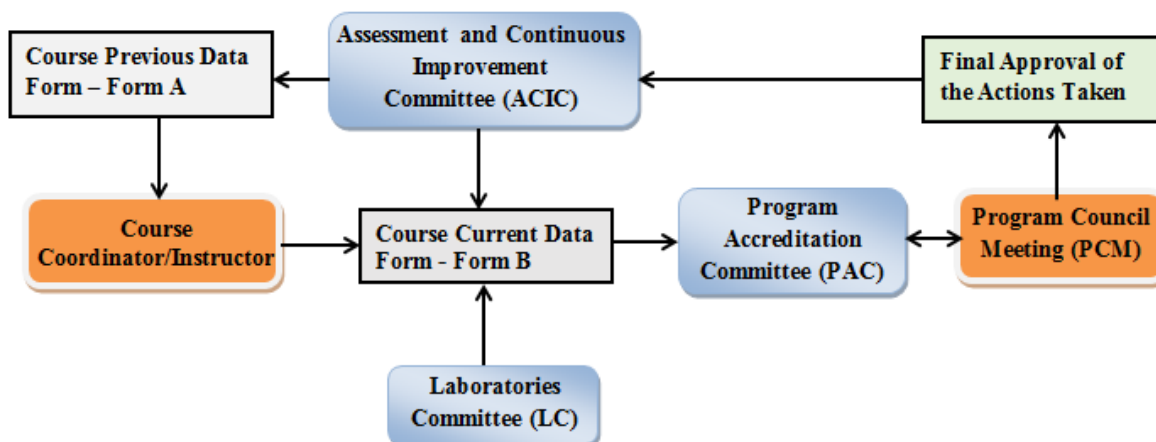 Course Previous Data
Form – Form A
Assessment and Continuous
Improvement
Committee (ACIC)
Final Approval of
the Actions Taken
Course
Coordinator/Instructor
Course Current Data
Form - Form B
Program
Accreditation
Committee (PAC)
Program Council
Meeting (PCM)
Laboratories
Committee (LC)